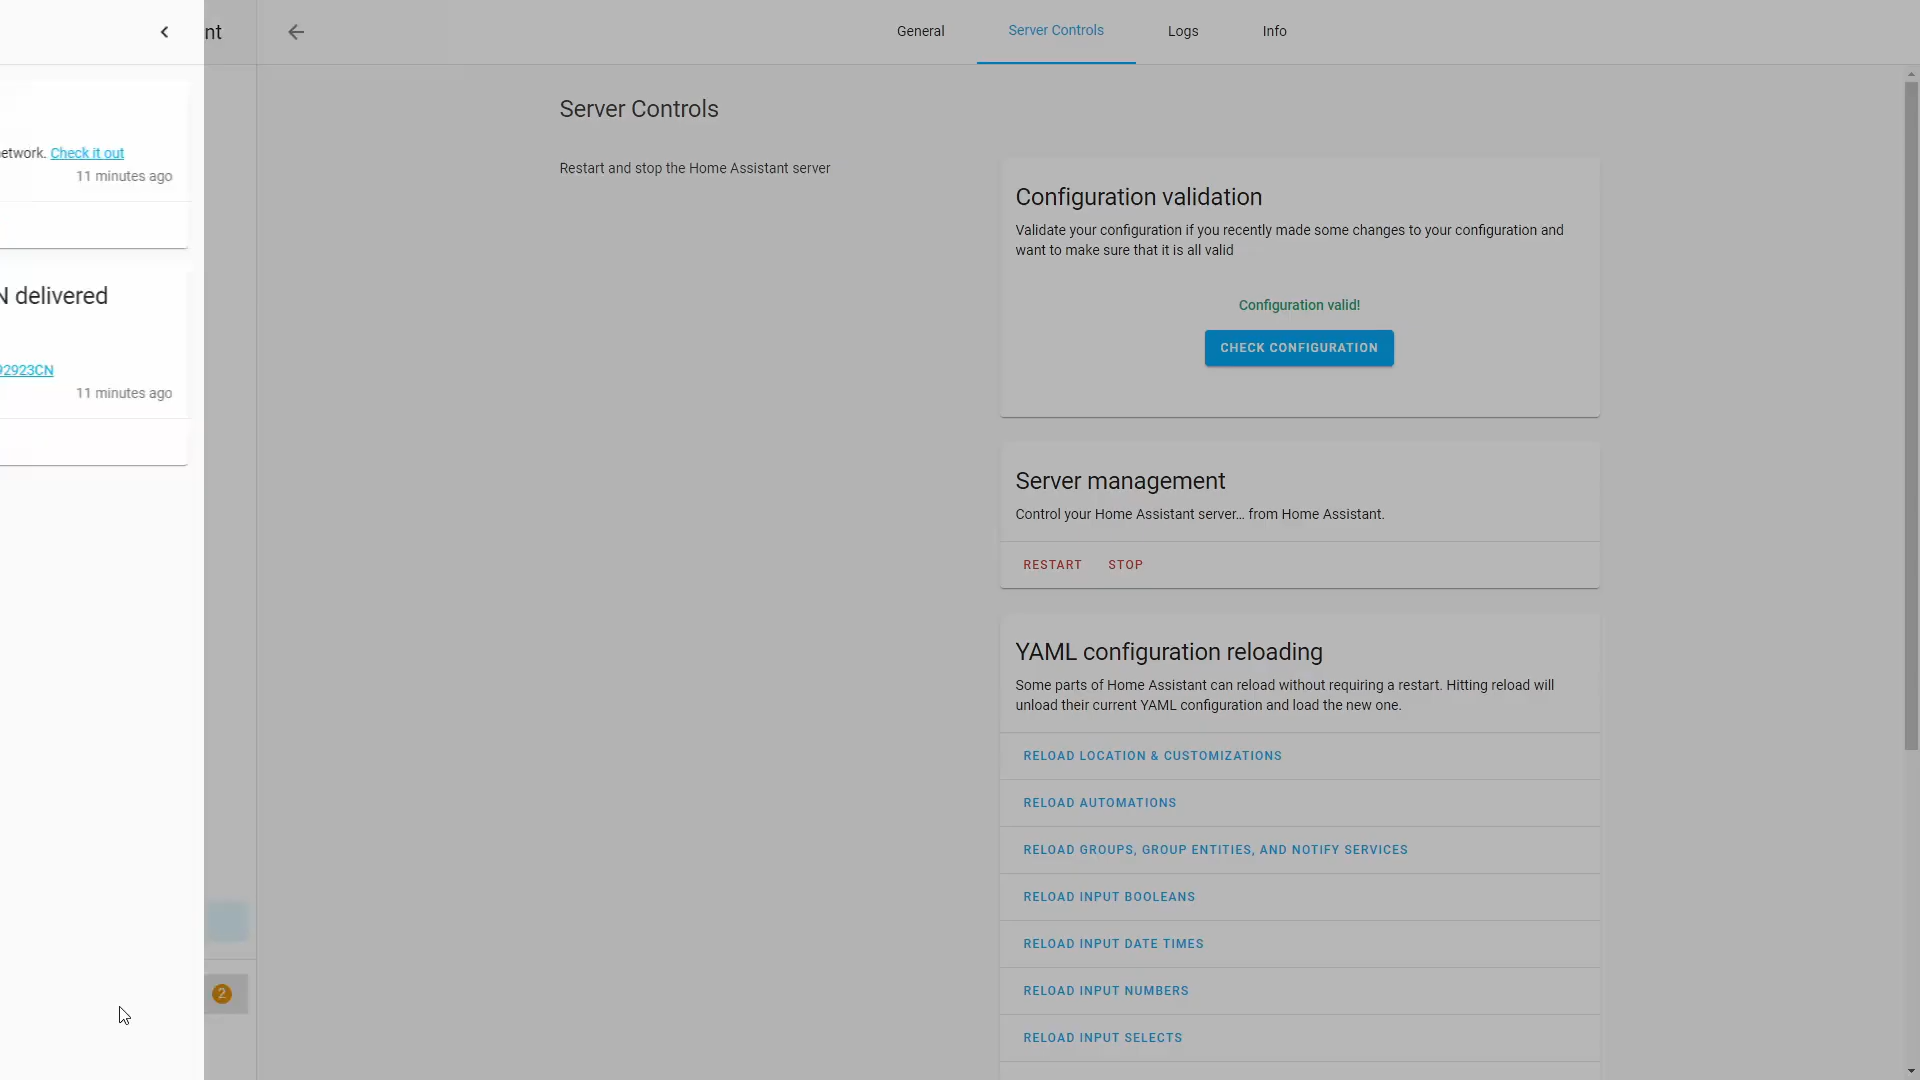 nt
General
Server Controls
Logs
Info
etwork. Check it out
11 minutes ago
N delivered
92923CN
11 minutes ago
2
Server Controls
Restart and stop the Home Assistant server
Configuration validation
Validate your configuration if you recently made some changes to your configuration and
want to make sure that it is all valid
Configuration valid!
CHECK CONFIGURATION
Server management
Control your Home Assistant server… from Home Assistant.
RESTART
STOP
YAML configuration reloading
Some parts of Home Assistant can reload without requiring a restart. Hitting reload will
unload their current YAML configuration and load the new one.
RELOAD LOCATION & CUSTOMIZATIONS
RELOAD AUTOMATIONS
RELOAD GROUPS, GROUP ENTITIES, AND NOTIFY SERVICES
RELOAD INPUT BOOLEANS
RELOAD INPUT DATE TIMES
RELOAD INPUT NUMBERS
RELOAD INPUT SELECTS